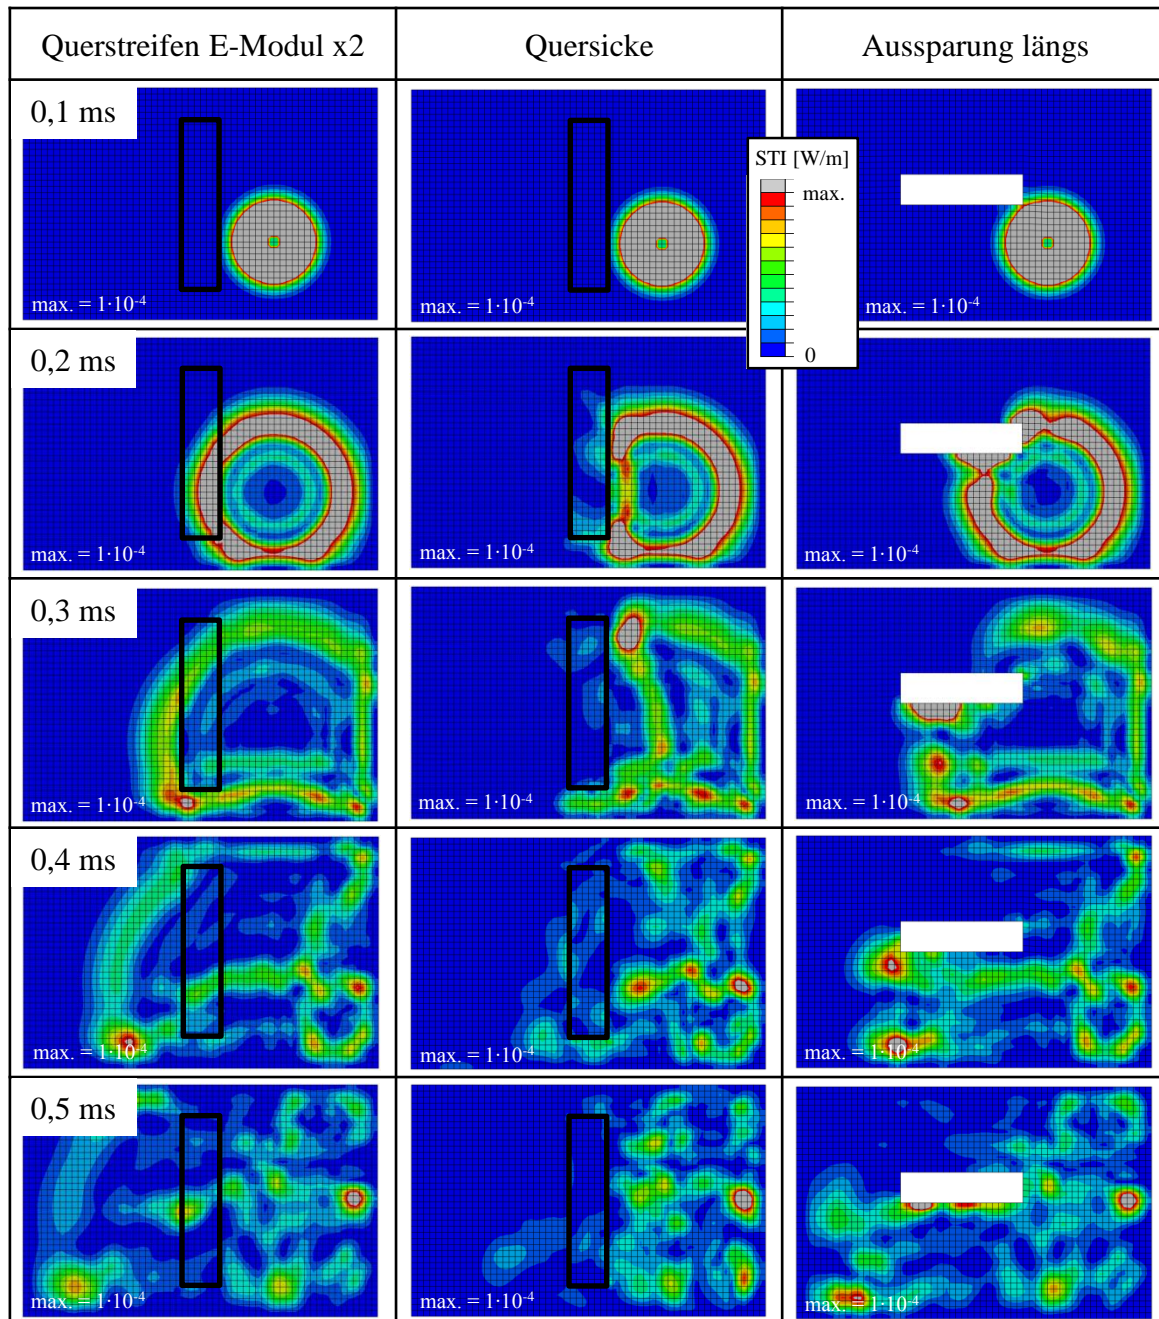 Querstreifen E-Modul x2
Quersicke
Aussparung längs
0,1 ms
max. = 1·10-4
max. = 1·10-4
max. = 1·10-4
STI [W/m]
max.
0
0,2 ms
max. = 1·10-4
max. = 1·10-4
max. = 1·10-4
0,3 ms
max. = 1·10-4
max. = 1·10-4
max. = 1·10-4
0,4 ms
max. = 1·10-4
max. = 1·10-4
max. = 1·10-4
0,5 ms
max. = 1·10-4
max. = 1·10-4
max. = 1·10-4